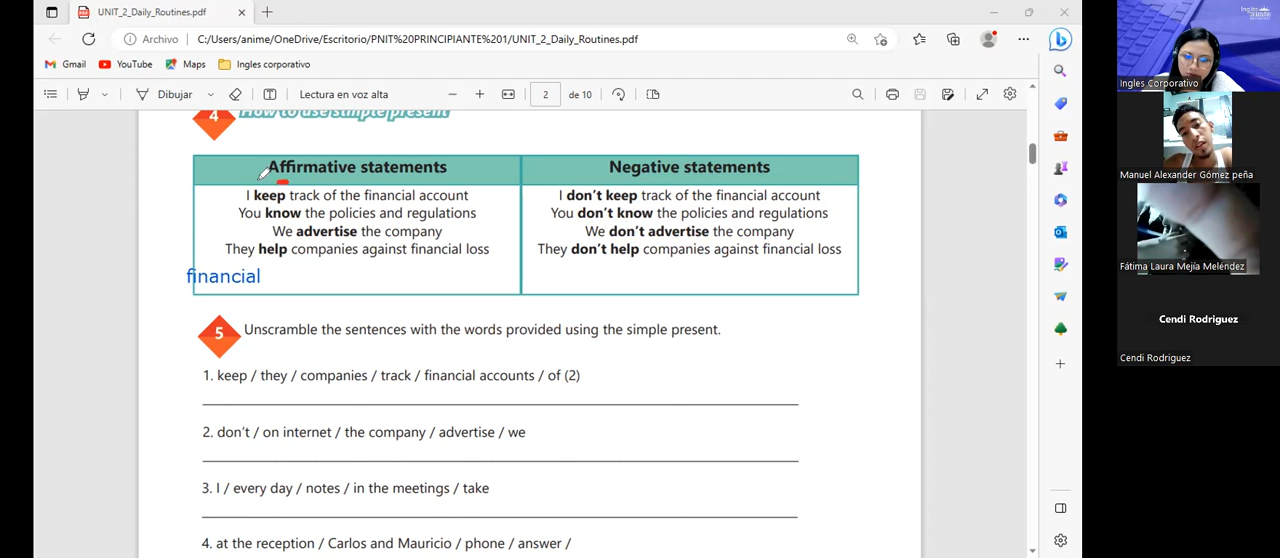 UNIT_2_Daily_Routines.pdf
Archivo
C:/Users/anime/OneDrive/Escritorio/PNIT%20PRINCIPIANTE%201/UNIT_2_Daily_Routines.pdf
Gmail
YouTube
Maps
Ingles corporativo
Dibujar
Lectura en voz alta
2
de 10
4 How to use simple present
Affirmative statements
I keep track of the financial account
You know the policies and regulations
We advertise the company
They help companies against financial loss
financial
Negative statements
I don't keep track of the financial account
You don't know the policies and regulations
We don't advertise the company
They don't help companies against financial loss
5 Unscramble the sentences with the words provided using the simple present.
1. keep / they / companies / track / financial accounts / of (2)
2. don't / on internet / the company / advertise / we
3. I / every day / notes / in the meetings / take
4. at the reception / Carlos and Mauricio / phone / answer /
Ingles Corporativo
Manuel Alexander Gómez peña
Fátima Laura Mejía Meléndez
Cendi Rodriguez
Cendi Rodriguez